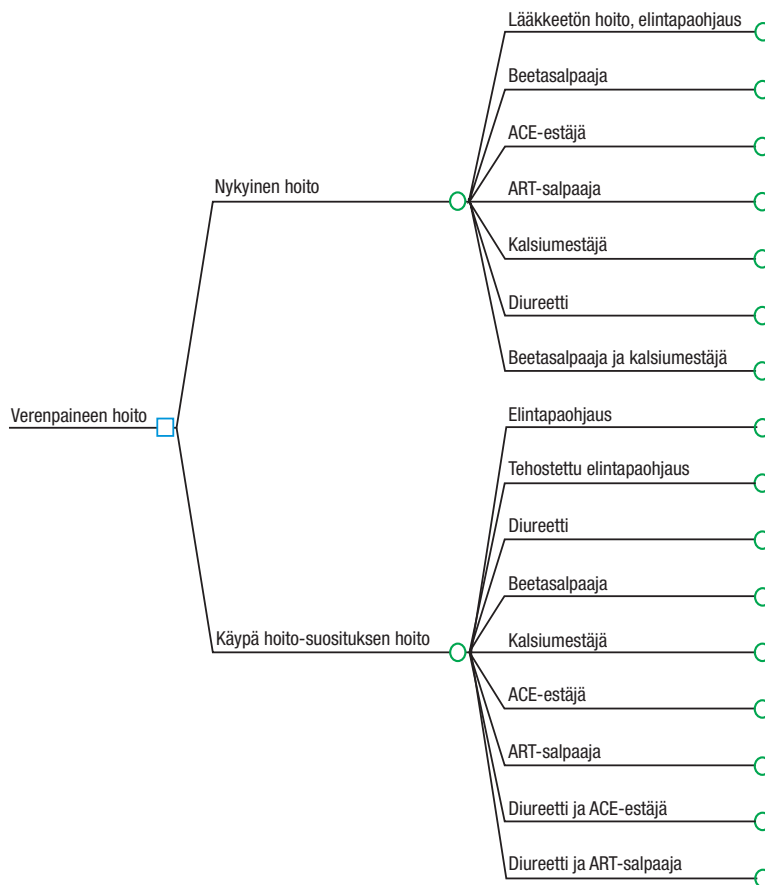 Lääkkeetön hoito, elintapaohjaus
Beetasalpaaja
ACE-estäjä
Nykyinen hoito
ART-salpaaja
Kalsiumestäjä
Diureetti
Beetasalpaaja ja kalsiumestäjä
Verenpaineen hoito
Elintapaohjaus
Tehostettu elintapaohjaus
Diureetti
Beetasalpaaja
Käypä hoito-suosituksen hoito
Kalsiumestäjä
ACE-estäjä
ART-salpaaja
Diureetti ja ACE-estäjä
Diureetti ja ART-salpaaja